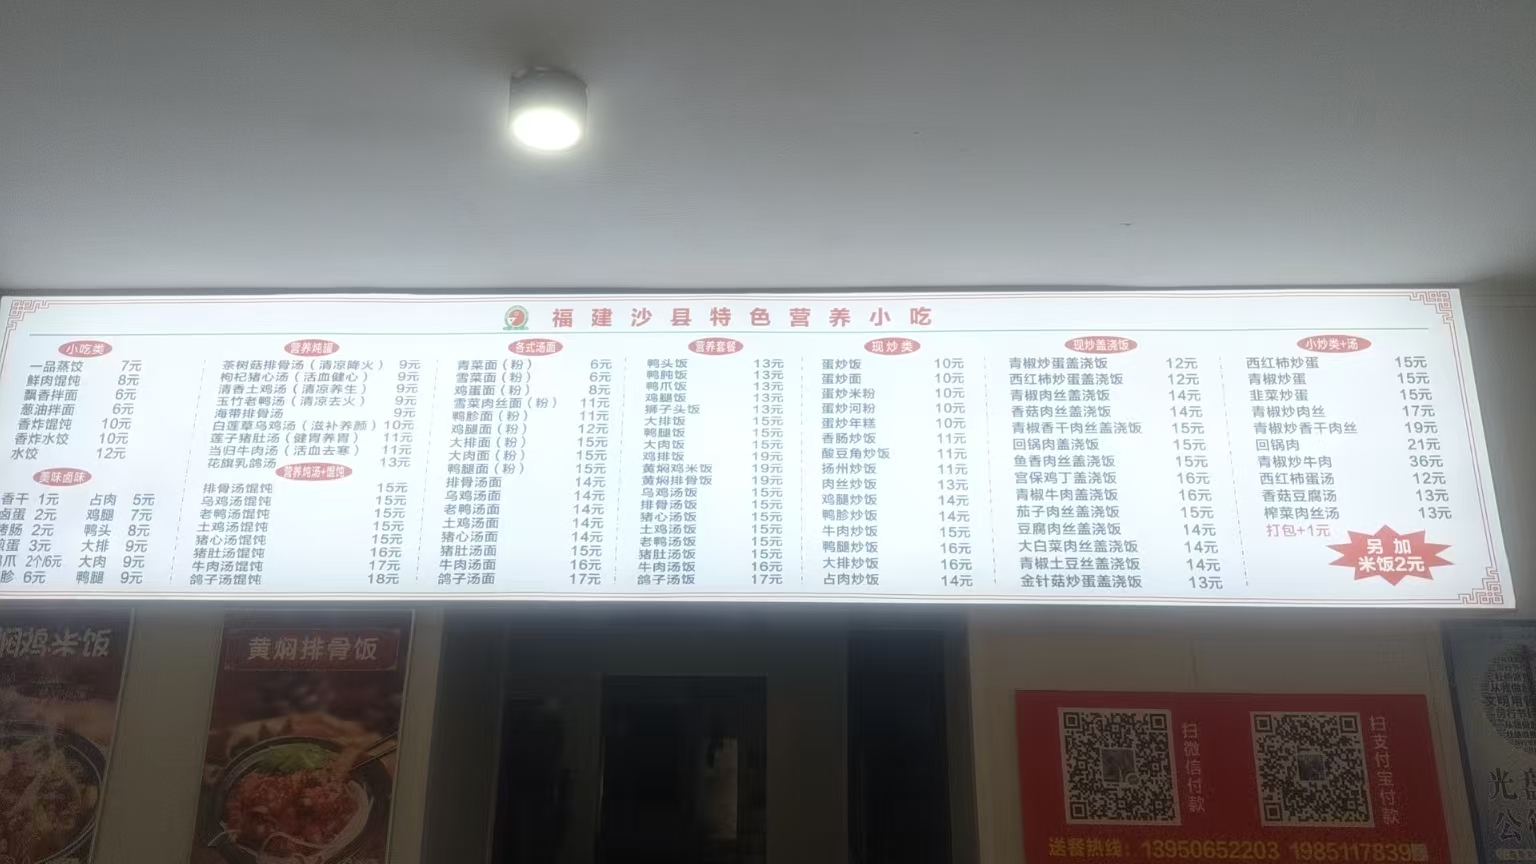 福建沙县特色营养小吃
小吃类
一品蒸饺 7元
鲜肉馄饨 8元
飘香拌面 6元
葱油拌面 6元
香炸馄饨 10元
香炸水饺 10元
水饺 12元
美味卤味
香干 1元 占肉 5元
卤蛋 2元 鸡腿 7元
烤肠 2元 鸭头 8元
煎蛋 3元 大排 9元
爪 2个/6元 大肉 9元
胗 6元 鸭腿 9元
营养炖罐
茶树菇排骨汤（清凉降火） 9元
枸杞猪心汤（活血健心） 9元
清香土鸡汤（清凉养生） 9元
玉竹老鸭汤（清凉去火） 9元
海带排骨汤 9元
白莲草乌鸡汤（滋补养颜） 10元
莲子猪肚汤（健胃养胃） 11元
当归牛肉汤（活血去寒） 11元
花旗乳鸽汤 13元
营养炖汤+馄饨
排骨汤馄饨 15元
乌鸡汤馄饨 15元
老鸭汤馄饨 15元
土鸡汤馄饨 15元
猪心汤馄饨 15元
猪肚汤馄饨 16元
牛肉汤馄饨 17元
鸽子汤馄饨 18元
各式汤面
青菜面（粉） 6元
雪菜面（粉） 6元
鸡蛋面（粉） 8元
雪菜肉丝面（粉） 11元
鸭胗面（粉） 11元
鸡腿面（粉） 12元
大排面（粉） 15元
大肉面（粉） 15元
鸭腿面（粉） 15元
排骨汤面 14元
乌鸡汤面 14元
老鸭汤面 14元
土鸡汤面 14元
猪心汤面 14元
猪肚汤面 15元
牛肉汤面 16元
鸽子汤面 17元
营养套餐
鸭头饭 13元
鸭肫饭 13元
鸭爪饭 13元
鸡腿饭 15元
狮子头饭 15元
大排饭 15元
鸭腿饭 15元
大肉饭 15元
鸡排饭 19元
黄焖鸡米饭 19元
黄焖排骨饭 19元
乌鸡汤饭 15元
排骨汤饭 15元
猪心汤饭 15元
土鸡汤饭 15元
老鸭汤饭 15元
猪肚汤饭 15元
牛肉汤饭 16元
鸽子汤饭 17元
现炒类
蛋炒饭 10元
蛋炒面 10元
蛋炒米粉 10元
蛋炒河粉 10元
蛋炒年糕 10元
香肠炒饭 11元
酸豆角炒饭 11元
扬州炒饭 11元
肉丝炒饭 13元
鸡腿炒饭 14元
鸭胗炒饭 14元
牛肉炒饭 15元
鸭腿炒饭 16元
大排炒饭 16元
占肉炒饭 14元
现炒盖浇饭
青椒炒蛋盖浇饭 12元
西红柿炒蛋盖浇饭 12元
青椒肉丝盖浇饭 14元
香菇肉丝盖浇饭 14元
青椒香干肉丝盖浇饭 15元
回锅肉盖浇饭 15元
鱼香肉丝盖浇饭 15元
宫保鸡丁盖浇饭 16元
青椒牛肉盖浇饭 16元
茄子肉丝盖浇饭 15元
豆腐肉丝盖浇饭 14元
大白菜肉丝盖浇饭 14元
青椒土豆丝盖浇饭 14元
金针菇炒蛋盖浇饭 13元
小炒类+汤
西红柿炒蛋 15元
青椒炒蛋 15元
韭菜炒蛋 15元
青椒炒肉丝 17元
青椒炒香干肉丝 19元
回锅肉 21元
青椒炒牛肉 36元
西红柿蛋汤 12元
香菇豆腐汤 13元
榨菜肉丝汤 13元
打包+1元
另加
米饭2元
焖鸡米饭
黄焖排骨饭
扫微信付款
扫支付宝付款
送餐热线：13950652203 1985117839
光盘
公